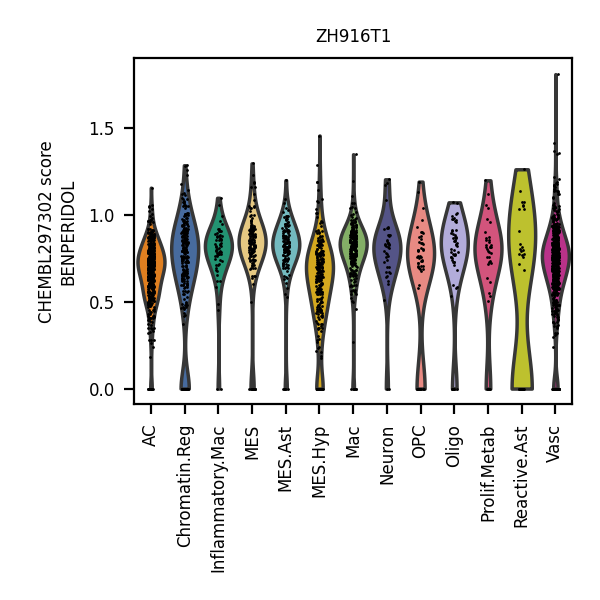 ZH916T1
CHEMBL297302 score
BENPERIDOL
1.5
1.0
0.5
0.0
AC
Chromatin.Reg
Inflammatory.Mac
MES
MES.Ast
MES.Hyp
Mac
Neuron
OPC
Oligo
Prolif.Metab
Reactive.Ast
Vasc